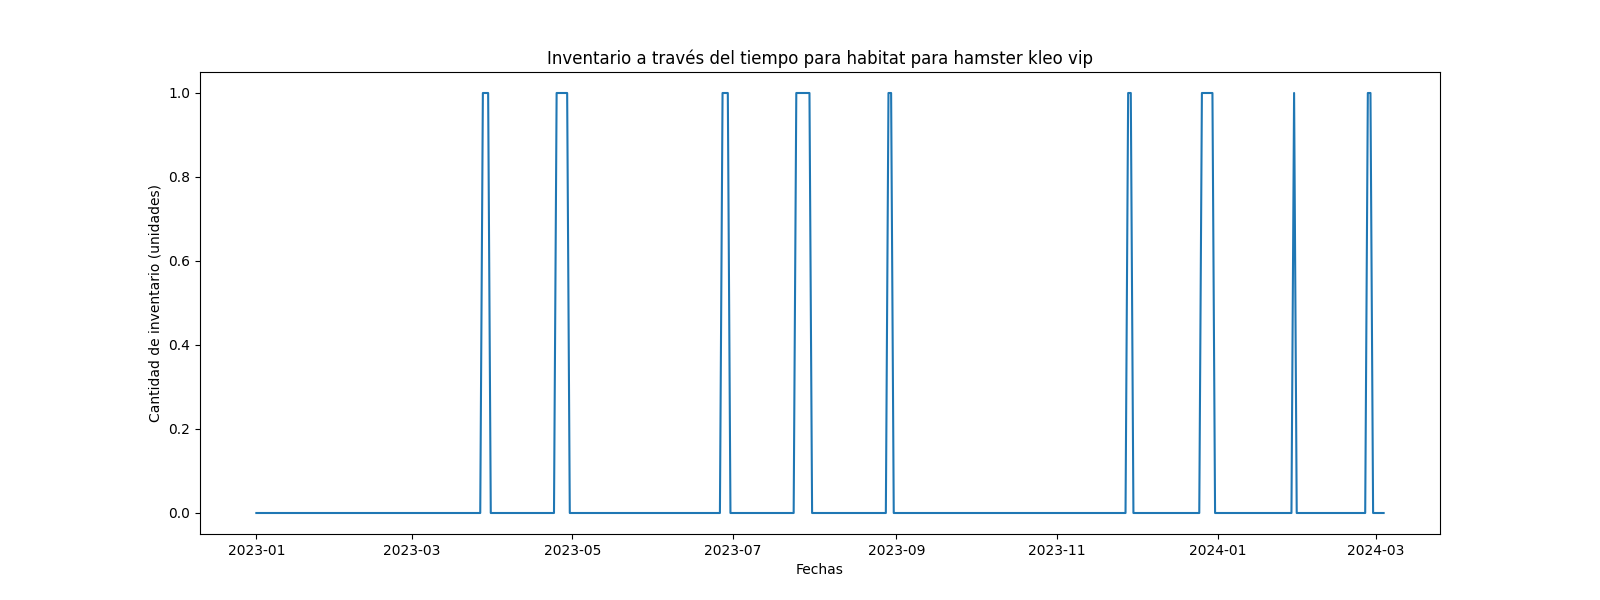 Inventario a través del tiempo para habitat para hamster kleo vip
Cantidad de inventario (unidades)
1.0
0.8
0.6
0.4
0.2
0.0
2023-01 2023-03 2023-05 2023-07 2023-09 2023-11 2024-01 2024-03
Fechas